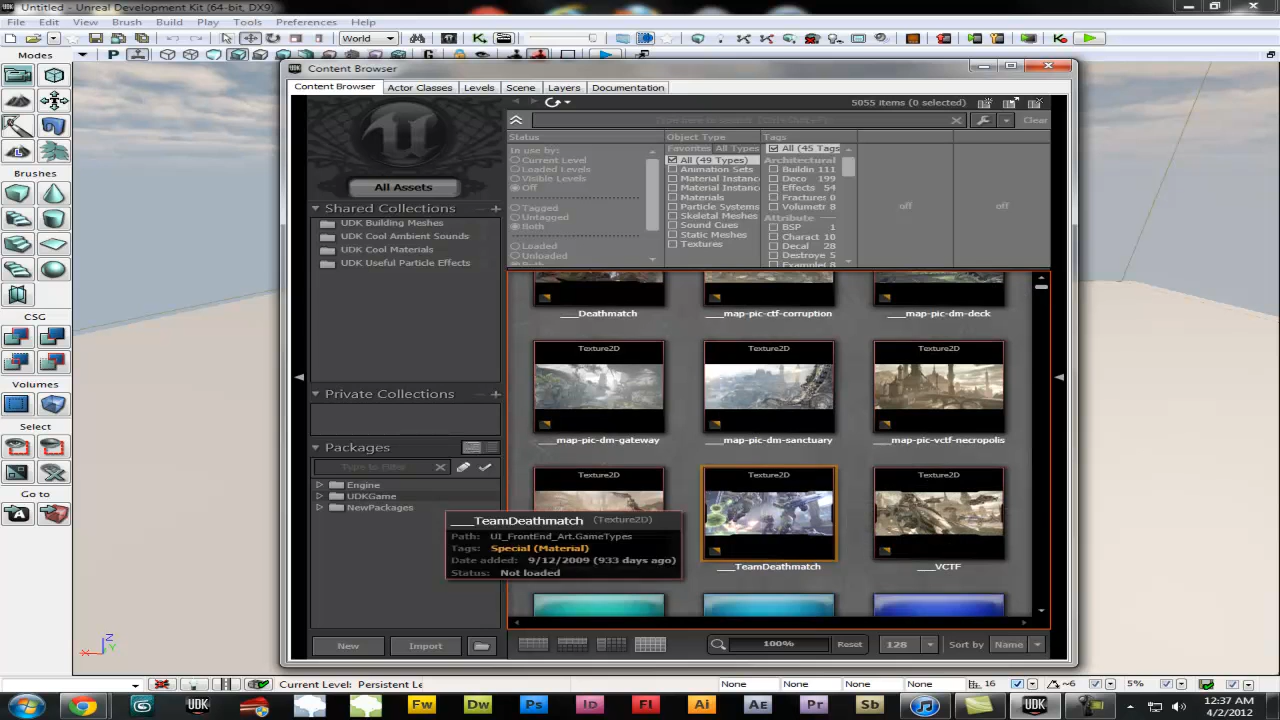 Untitled - Unreal Development Kit (64-bit, DX9)
File Edit View Brush Build Play Tools Preferences Help
World
Modes
Brushes
CSG
Volumes
Select
Go to
Content Browser
Content Browser Actor Classes Levels Scene Layers Documentation
All Assets
Shared Collections
UDK Building Meshes
UDK Cool Ambient Sounds
UDK Cool Materials
UDK Useful Particle Effects
Private Collections
Packages
Type to Filter
Engine
UDKGame
NewPackages
New Import
5055 items (0 selected)
Clear
Status
In use by:
Current Level
Loaded Levels
Visible Levels
Off
Tagged
Untagged
Both
Loaded
Unloaded
Both
Object Type
Favorites All Types
All (49 Types)
Animation Sets
Material Instanc
Material Instanc
Materials
Particle Systems
Skeletal Meshes
Sound Cues
Static Meshes
Textures
Tags
All (45 Tags
Architectural
Buildin 111
Deco 199
Effects 54
Fractures 0
Volumetr 8
Attribute
BSP 1
Charact 10
Decal 28
Destroye 5
Example( 8
off off
___Deathmatch ___map-pic-ctf-corruption ___map-pic-dm-deck
Texture2D Texture2D Texture2D
___map-pic-dm-gateway ___map-pic-dm-sanctuary ___map-pic-vctf-necropolis
Texture2D Texture2D Texture2D
___TeamDeathmatch ___VCTF
___TeamDeathmatch (Texture2D)
Path: UI_FrontEnd_Art.GameTypes
Tags: Special (Material)
Date added: 9/12/2009 (933 days ago)
Status: Not loaded
100% Reset 128 Sort by Name
Current Level: Persistent Le
None None None None 16 ~6 5%
UDK Fw Dw Ps Id Fl Ai Ae Pr Sb UDK
12:37 AM
4/2/2012